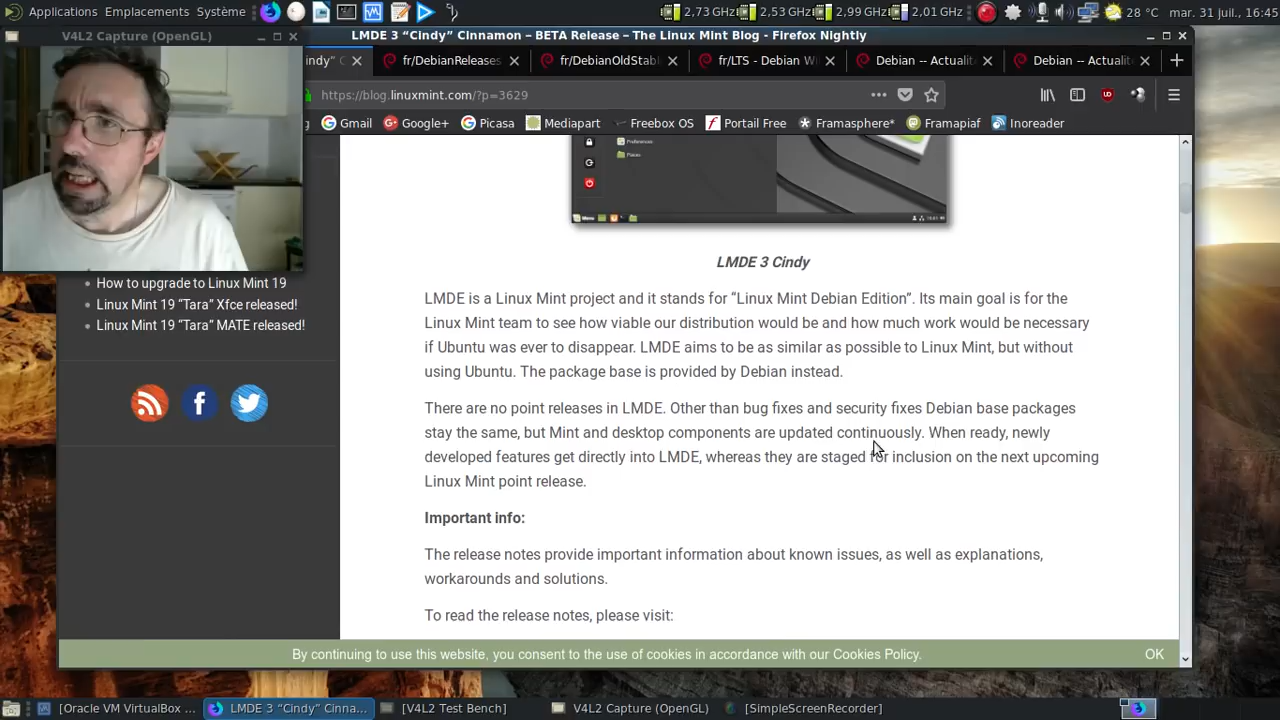 Applications Emplacements Système 2,73 GHz 2,53 GHz 2,99 GHz 2,01 GHz 28 °C mar. 31 juil., 16:45
V4L2 Capture (OpenGL)
LMDE 3 “Cindy” Cinnamon – BETA Release – The Linux Mint Blog - Firefox Nightly
indy” C fr/DebianReleases fr/DebianOldStabl fr/LTS - Debian Wi Debian -- Actualit Debian -- Actualit
https://blog.linuxmint.com/?p=3629
Gmail Google+ Picasa Mediapart Freebox OS Portail Free Framasphere* Framapiaf Inoreader
Preferences
Places
Menu
LMDE 3 Cindy
How to upgrade to Linux Mint 19
Linux Mint 19 “Tara” Xfce released!
Linux Mint 19 “Tara” MATE released!
LMDE is a Linux Mint project and it stands for “Linux Mint Debian Edition”. Its main goal is for the
Linux Mint team to see how viable our distribution would be and how much work would be necessary
if Ubuntu was ever to disappear. LMDE aims to be as similar as possible to Linux Mint, but without
using Ubuntu. The package base is provided by Debian instead.
There are no point releases in LMDE. Other than bug fixes and security fixes Debian base packages
stay the same, but Mint and desktop components are updated continuously. When ready, newly
developed features get directly into LMDE, whereas they are staged for inclusion on the next upcoming
Linux Mint point release.
Important info:
The release notes provide important information about known issues, as well as explanations,
workarounds and solutions.
To read the release notes, please visit:
By continuing to use this website, you consent to the use of cookies in accordance with our Cookies Policy. OK
[Oracle VM VirtualBox ... LMDE 3 “Cindy” Cinna... [V4L2 Test Bench] V4L2 Capture (OpenGL) [SimpleScreenRecorder]